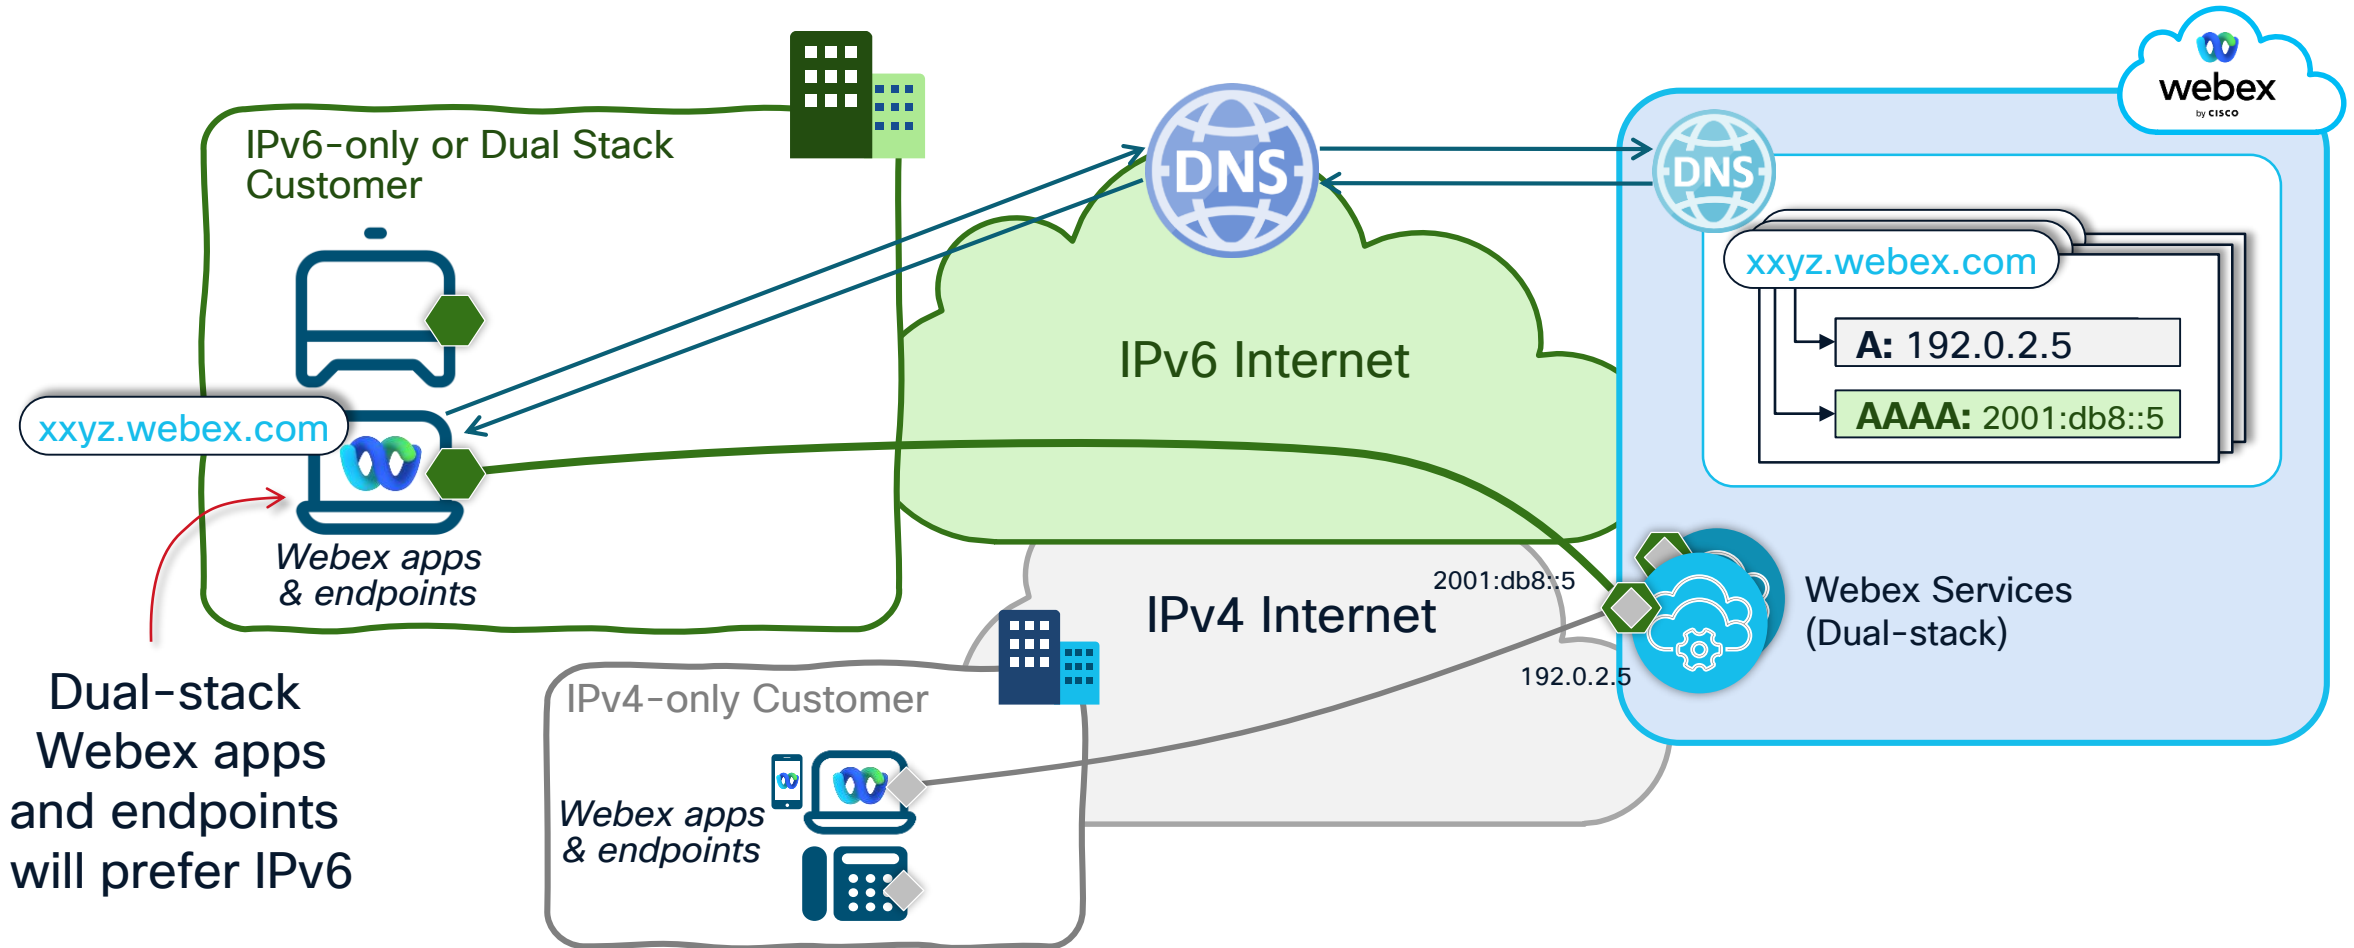 webex
by CISCO
IPv6-only or Dual Stack
Customer
DNS
DNS
xxyz.webex.com
A: 192.0.2.5
AAAA: 2001:db8::5
IPv6 Internet
xxyz.webex.com
Webex apps
& endpoints
2001:db8::5
IPv4 Internet
Webex Services
(Dual-stack)
192.0.2.5
Dual-stack
Webex apps
and endpoints
will prefer IPv6
IPv4-only Customer
Webex apps
& endpoints